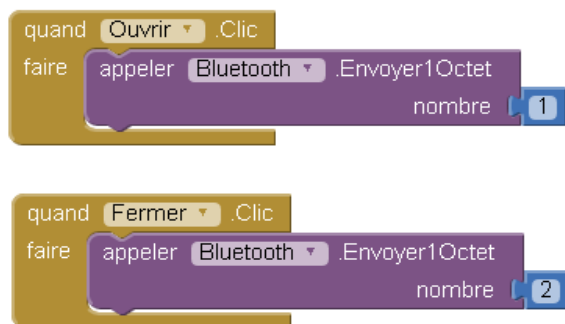 quand Ouvrir .Clic
faire appeler Bluetooth .Envoyer1Octet
nombre 1
quand Fermer .Clic
faire appeler Bluetooth .Envoyer1Octet
nombre 2